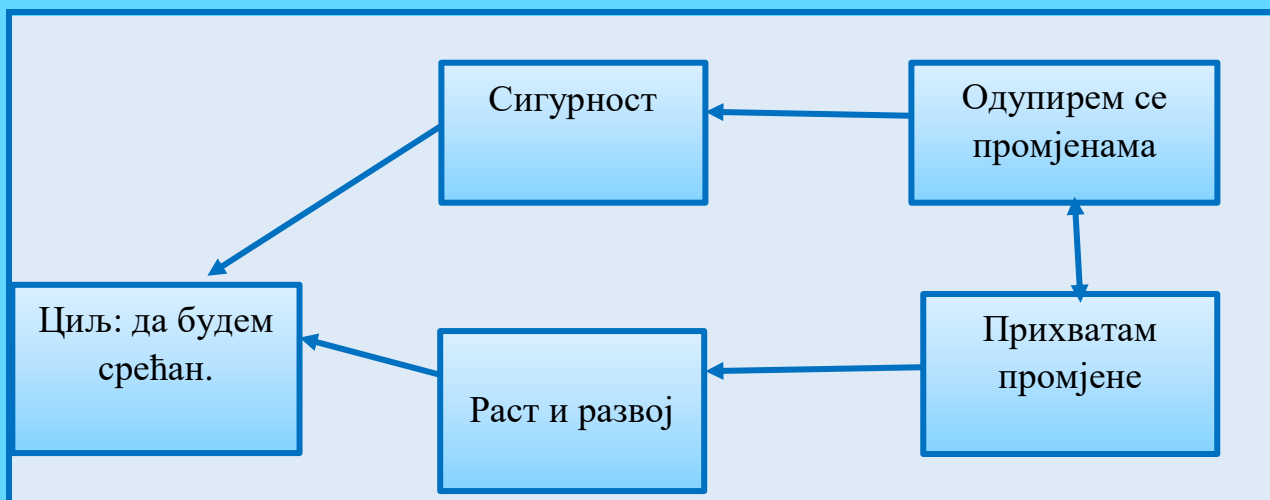 Сигурност
Одупирем се
промјенама
Циљ: да будем
срећан.
Раст и развој
Прихватам
промјене